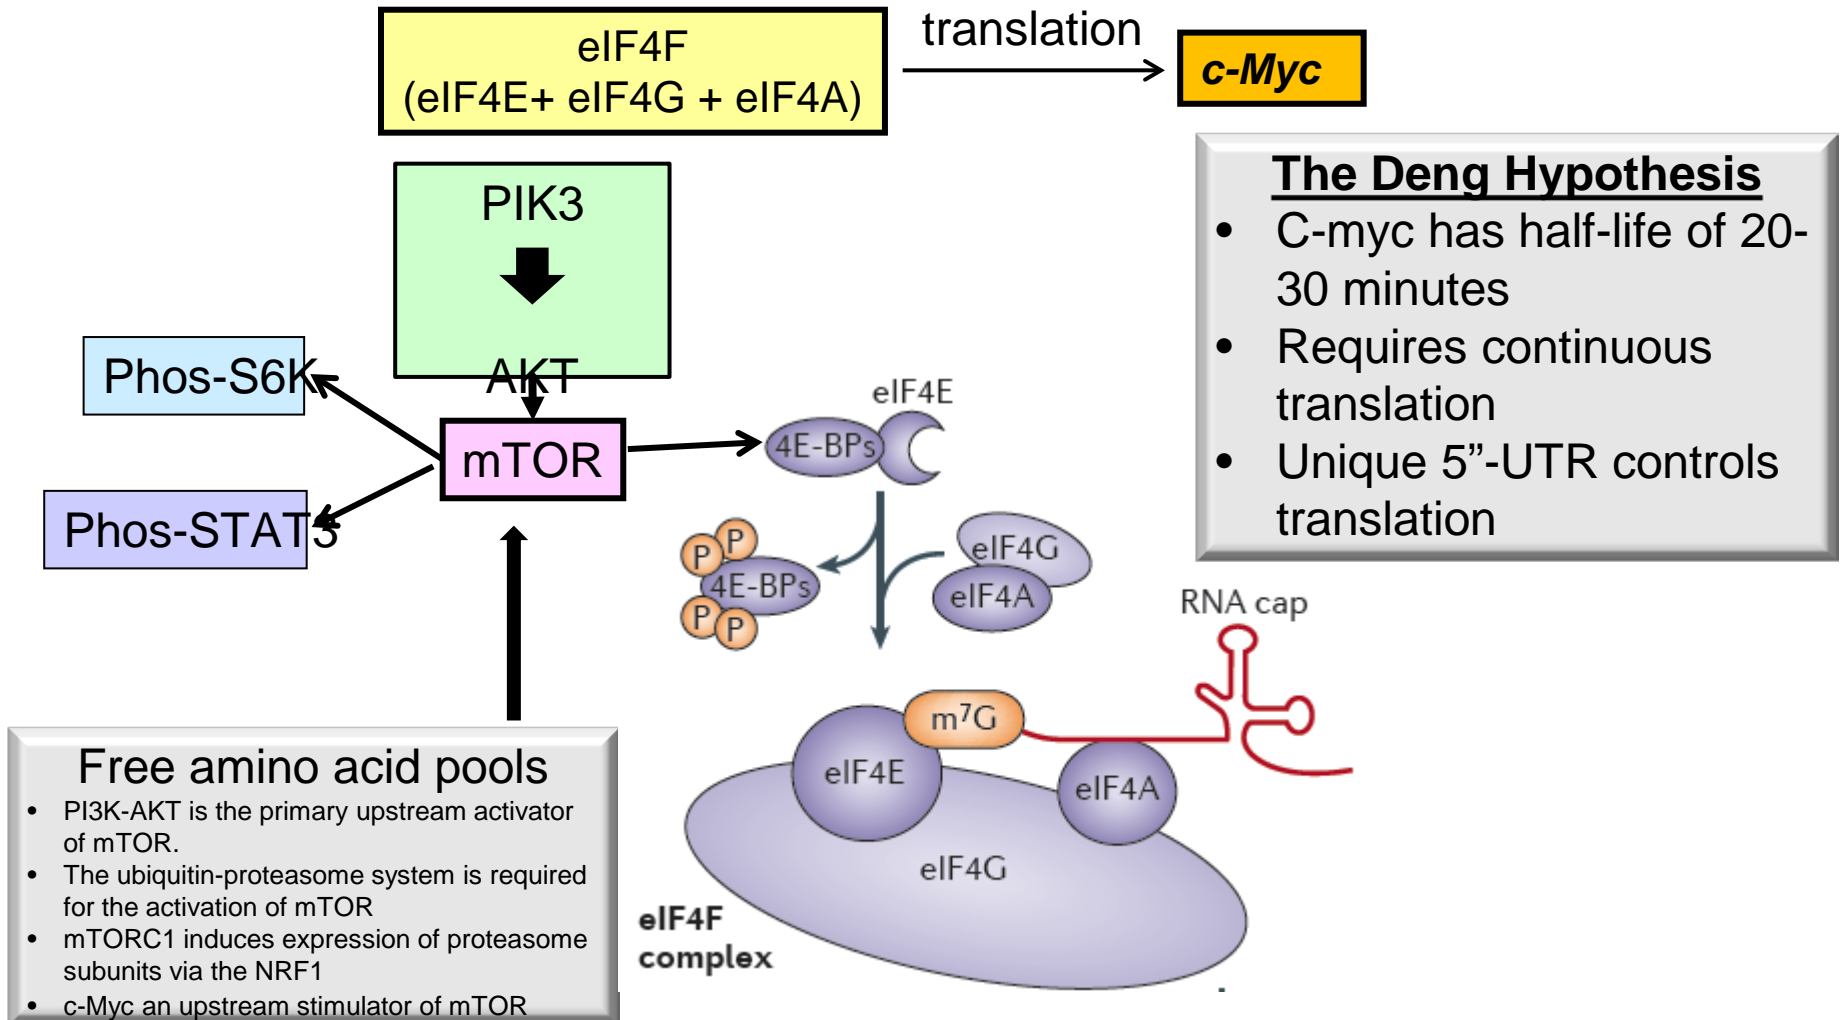 eIF4F
(eIF4E+ eIF4G + eIF4A)
translation
c-Myc
PIK3
AKT
Phos-S6K
mTOR
Phos-STAT3
The Deng Hypothesis
• C-myc has half-life of 20-
30 minutes
• Requires continuous
translation
• Unique 5”-UTR controls
translation
eIF4E
4E-BPs
P
P
4E-BPs
P
P
eIF4G
eIF4A
RNA cap
m⁷G
eIF4E
eIF4A
eIF4G
eIF4F
complex
Free amino acid pools
• PI3K-AKT is the primary upstream activator
of mTOR.
• The ubiquitin-proteasome system is required
for the activation of mTOR
• mTORC1 induces expression of proteasome
subunits via the NRF1
• c-Myc an upstream stimulator of mTOR